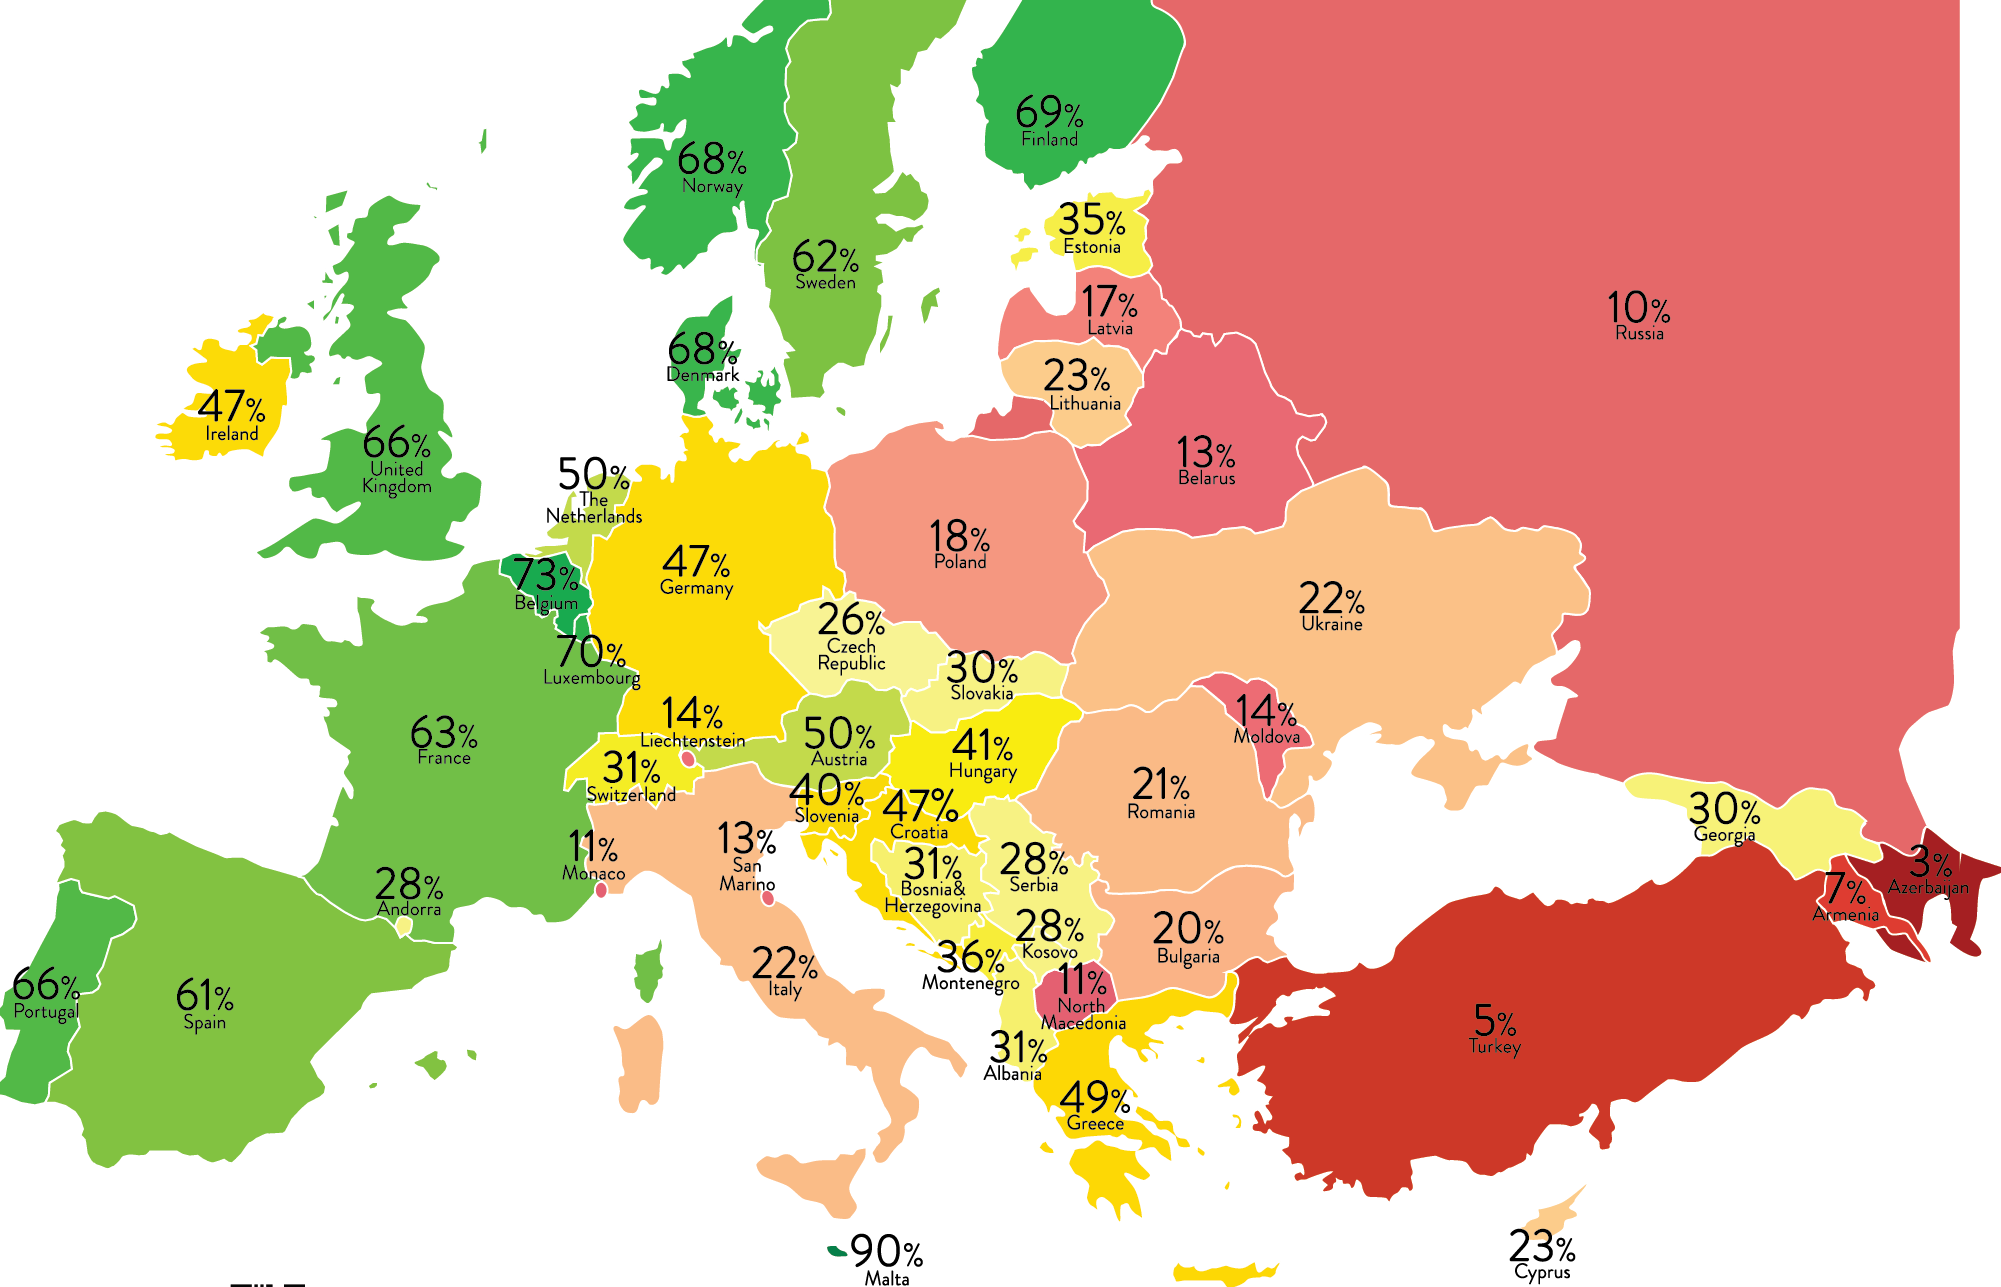 69%
Finland
68%
Norway
35%
Estonia
62%
Sweden
17%
Latvia
10%
Russia
68%
Denmark
23%
Lithuania
47%
Ireland
66%
United
Kingdom
13%
Belarus
50%
The
Netherlands
18%
Poland
47%
Germany
73%
Belgium
22%
Ukraine
26%
Czech
Republic
70%
Luxembourg
30%
Slovakia
14%
Liechtenstein
14%
Moldova
63%
France
50%
Austria
41%
Hungary
31%
Switzerland
40%
Slovenia
47%
Croatia
21%
Romania
30%
Georgia
11%
Monaco
13%
San
Marino
31%
Bosnia&
Herzegovina
28%
Serbia
3%
Azerbaijan
7%
Armenia
28%
Andorra
28%
Kosovo
20%
Bulgaria
36%
Montenegro
22%
Italy
11%
North
Macedonia
66%
Portugal
61%
Spain
5%
Turkey
31%
Albania
49%
Greece
90%
Malta
23%
Cyprus